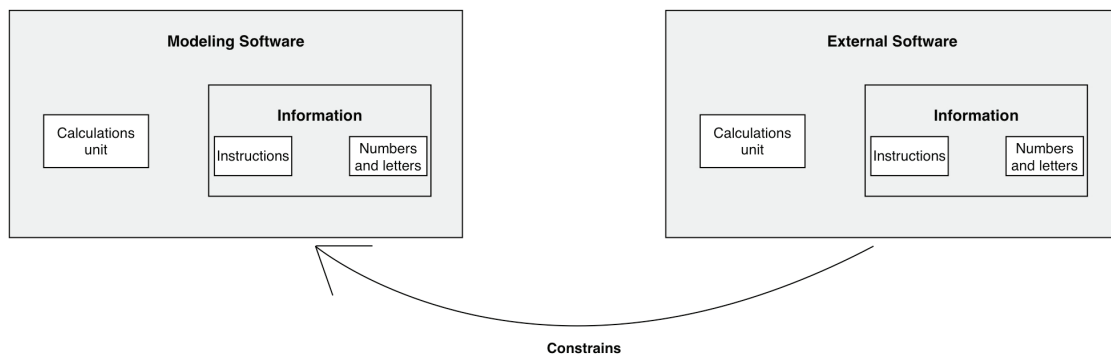 Modeling Software
Calculations
unit
Information
Instructions
Numbers
and letters
External Software
Calculations
unit
Information
Instructions
Numbers
and letters
Constrains